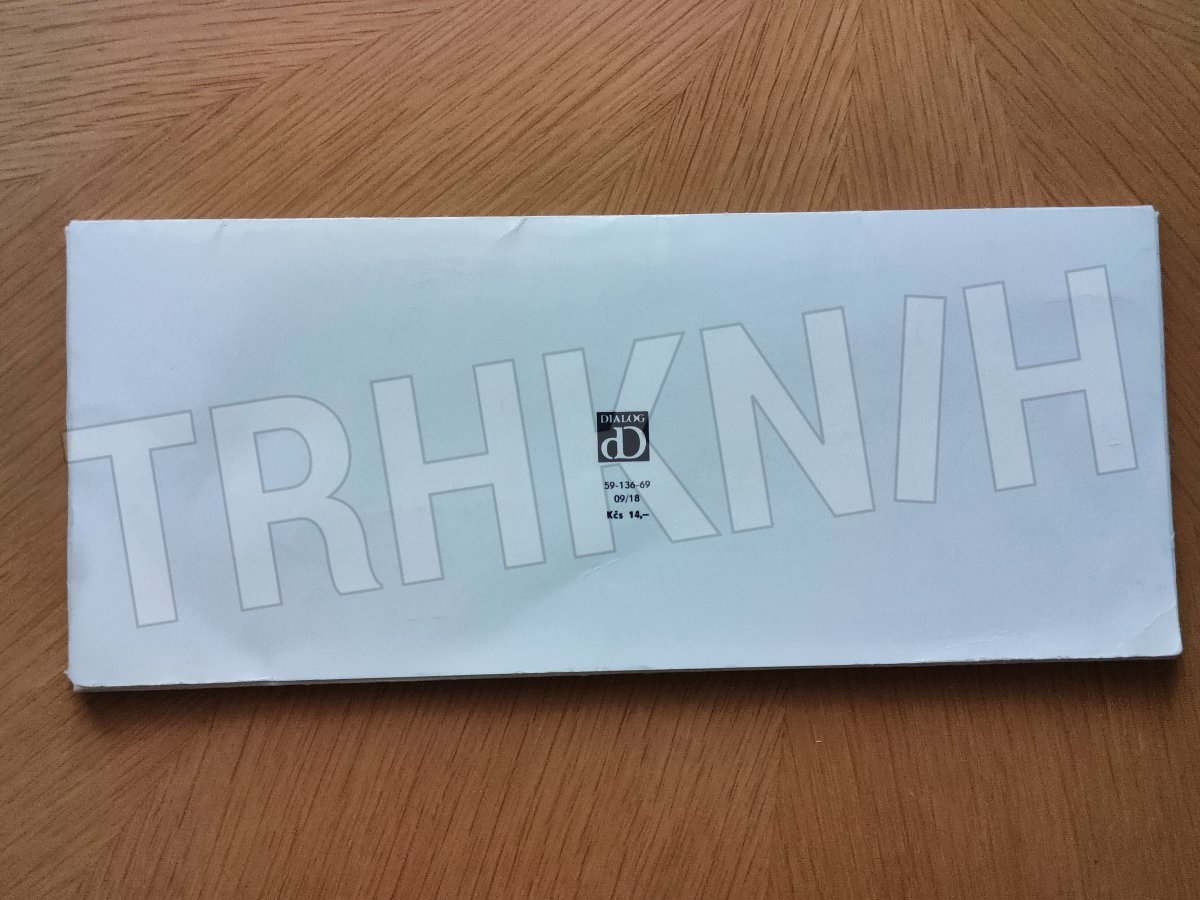 TRHKNIH
DIALOG
dD
59-136-69
09/18
Kčs 14,—